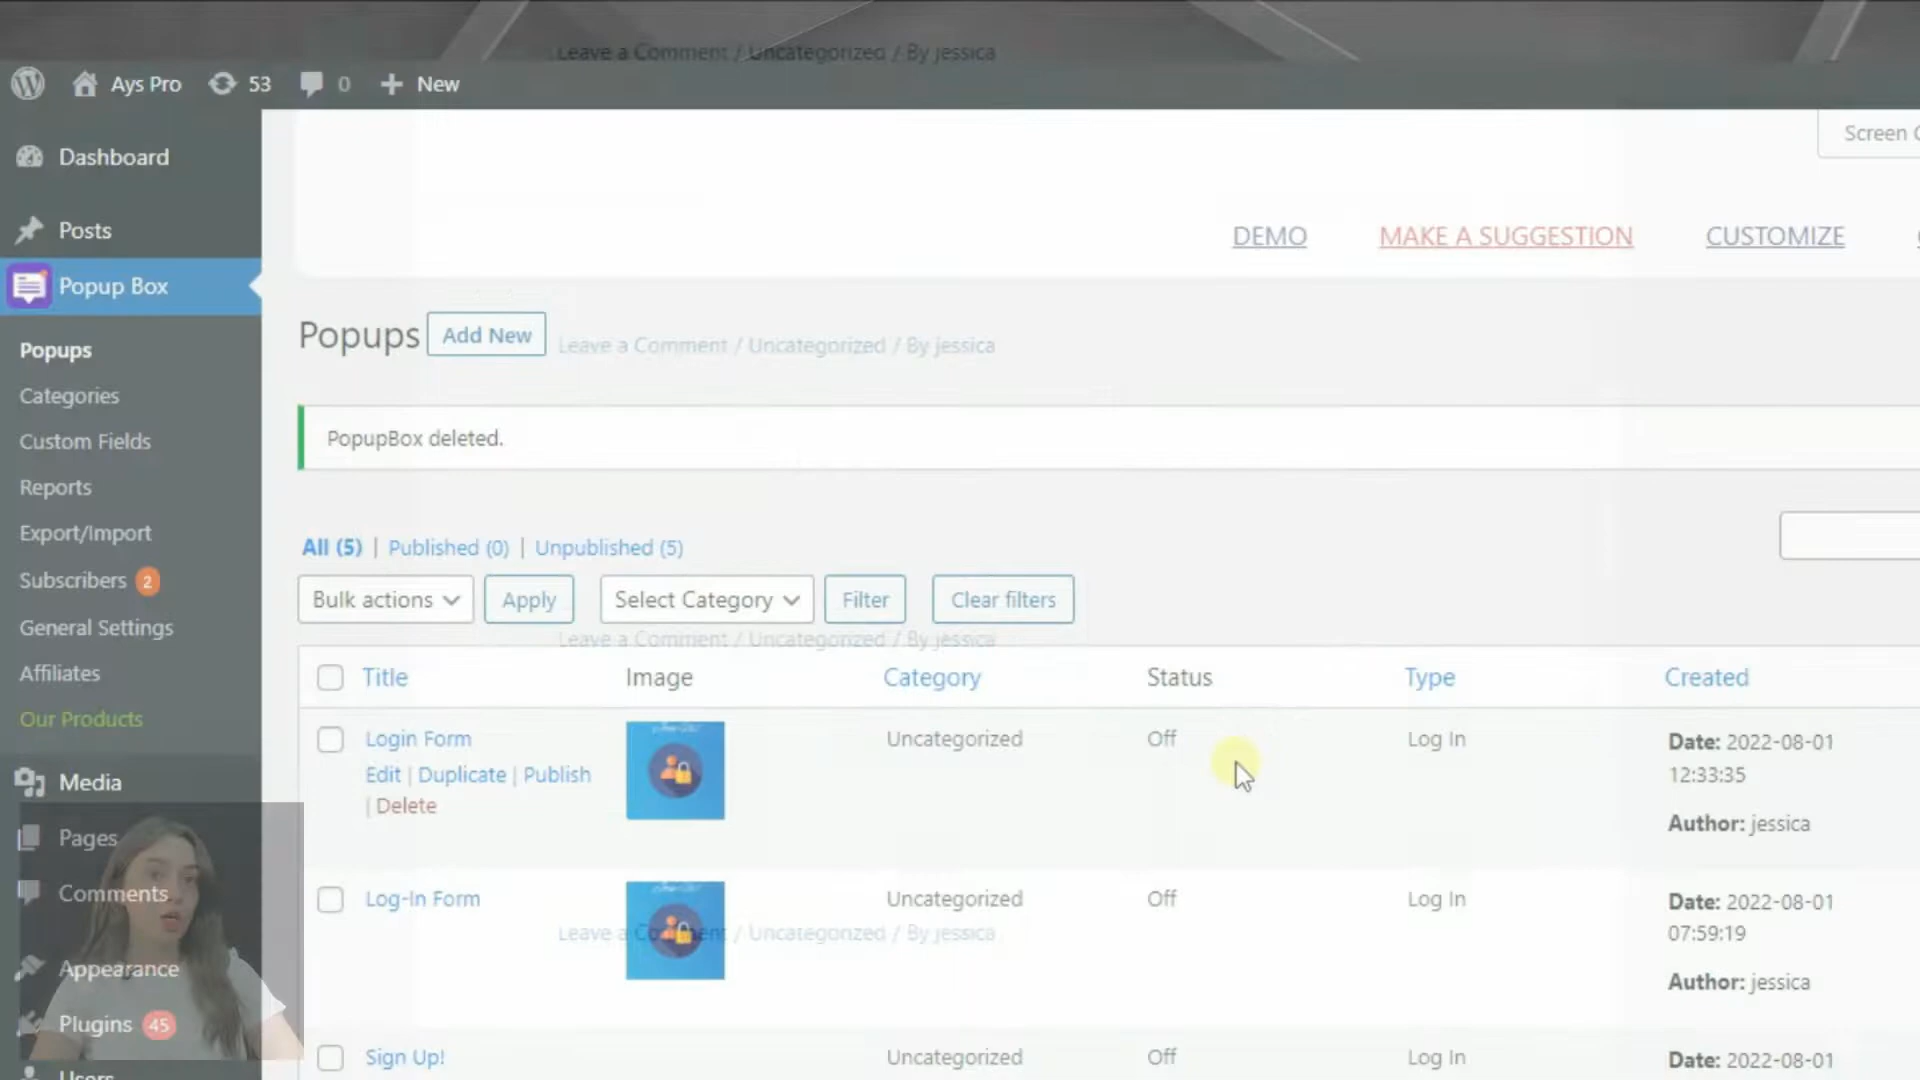 Leave a Comment / Uncategorized / By jessica
Ays Pro 53 0 New
Dashboard
Posts
Popup Box
Popups
Categories
Custom Fields
Reports
Export/Import
Subscribers 2
General Settings
Affiliates
Our Products
Media
Pages
Comments
Appearance
Plugins 45
Users
Screen
DEMO MAKE A SUGGESTION CUSTOMIZE
Popups Add New
Leave a Comment / Uncategorized / By jessica
PopupBox deleted.
All (5) | Published (0) | Unpublished (5)
Bulk actions Apply Select Category Filter Clear filters
Leave a Comment / Uncategorized / By jessica
Title Image Category Status Type Created
Login Form Uncategorized Off Log In Date: 2022-08-01
Edit | Duplicate | Publish 12:33:35
| Delete
Author: jessica
Log-In Form Uncategorized Off Log In Date: 2022-08-01
07:59:19
Leave a Comment / Uncategorized / By jessica
Author: jessica
Sign Up! Uncategorized Off Log In Date: 2022-08-01